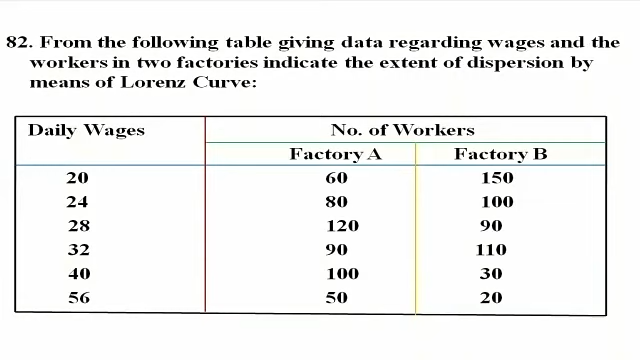 82. From the following table giving data regarding wages and the
workers in two factories indicate the extent of dispersion by
means of Lorenz Curve:
Daily Wages No. of Workers
Factory A Factory B
20 60 150
24 80 100
28 120 90
32 90 110
40 100 30
56 50 20